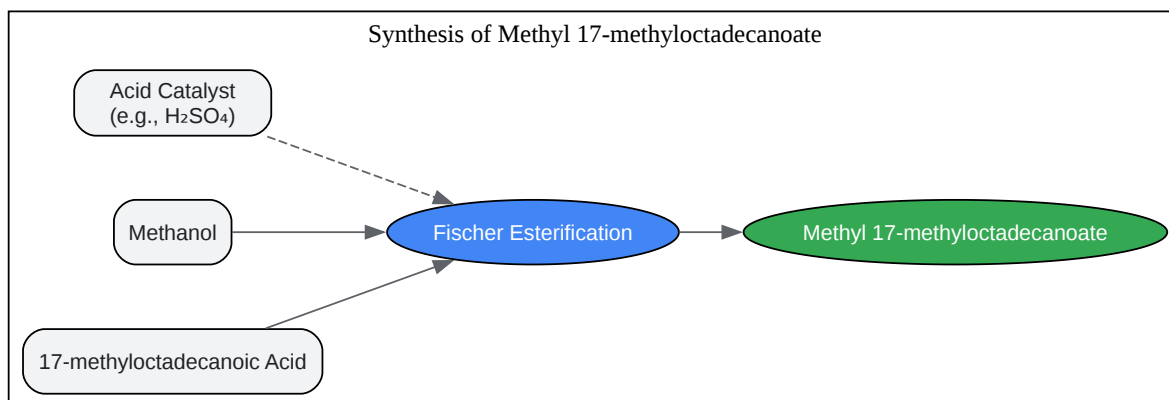 Synthesis of Methyl 17-methyloctadecanoate
Acid Catalyst
(e.g., H₂SO₄)
Methanol
Fischer Esterification
Methyl 17-methyloctadecanoate
17-methyloctadecanoic Acid